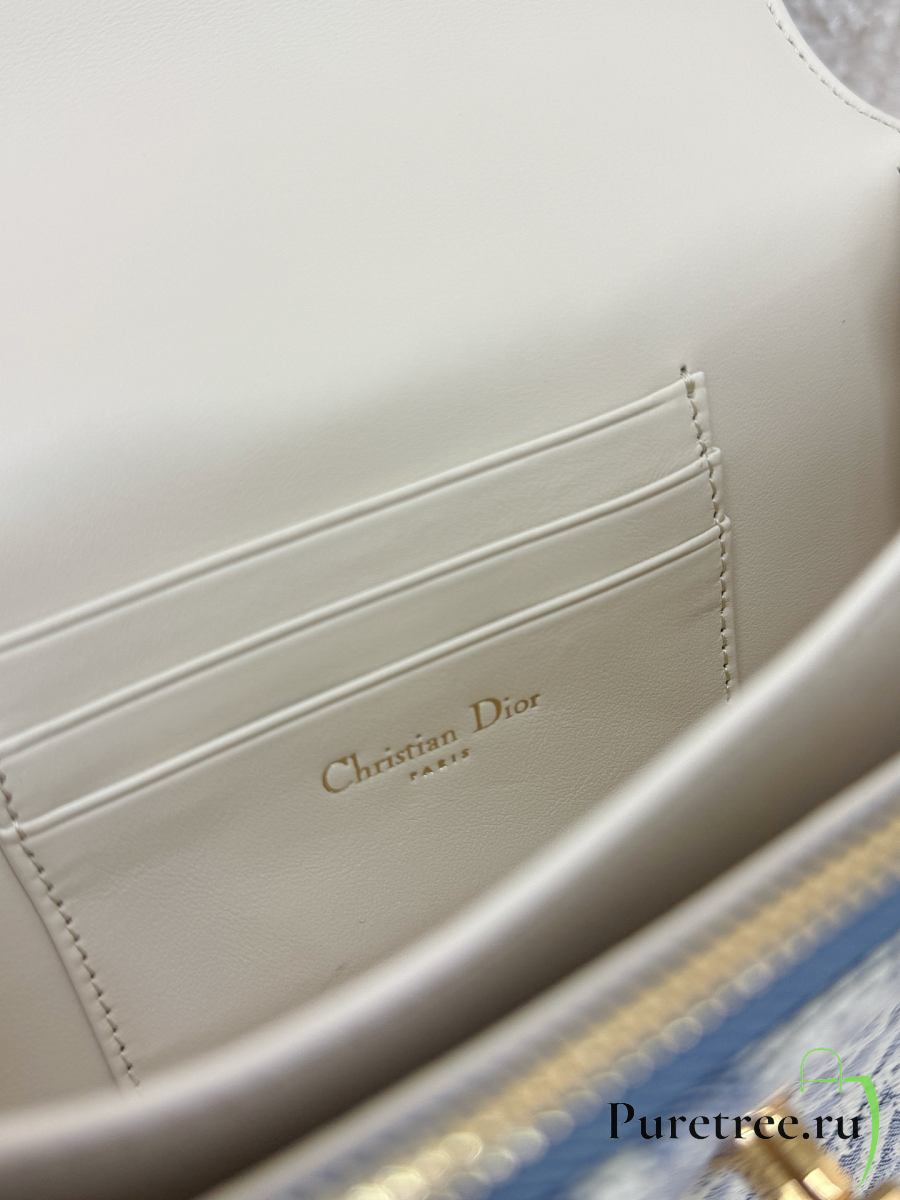 Christian Dior
PARIS
Puretree.ru